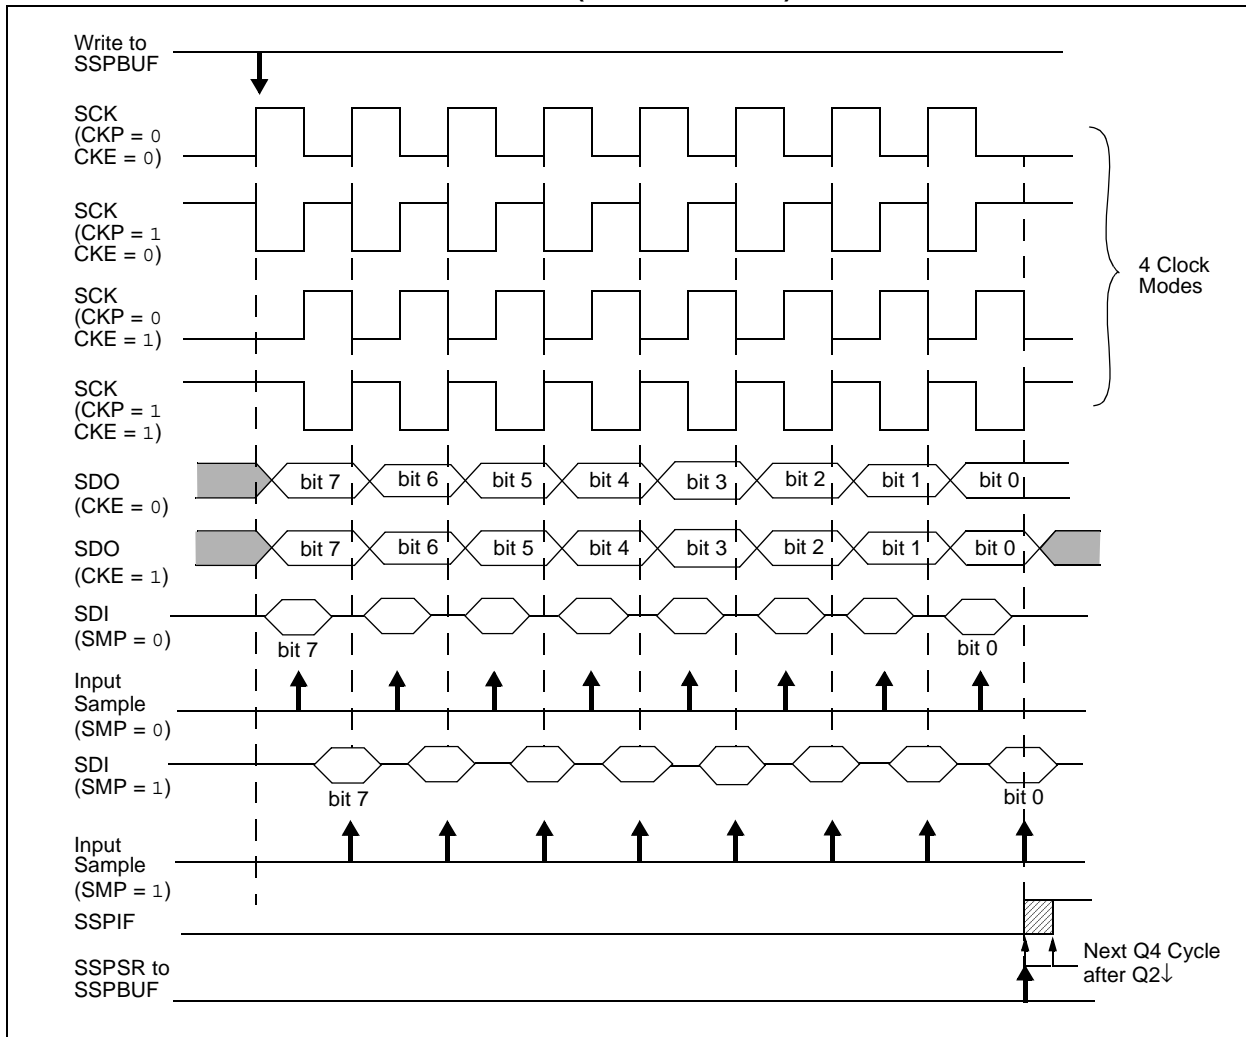 Write to
SSPBUF
SCK
(CKP = 0
CKE = 0)
SCK
(CKP = 1
CKE = 0)
SCK
(CKP = 0
CKE = 1)
SCK
(CKP = 1
CKE = 1)
4 Clock
Modes
SDO
(CKE = 0)
bit 7 bit 6 bit 5 bit 4 bit 3 bit 2 bit 1 bit 0
SDO
(CKE = 1)
bit 7 bit 6 bit 5 bit 4 bit 3 bit 2 bit 1 bit 0
SDI
(SMP = 0)
bit 7 bit 0
Input
Sample
(SMP = 0)
SDI
(SMP = 1)
bit 7 bit 0
Input
Sample
(SMP = 1)
SSPIF
Next Q4 Cycle
after Q2↓
SSPSR to
SSPBUF